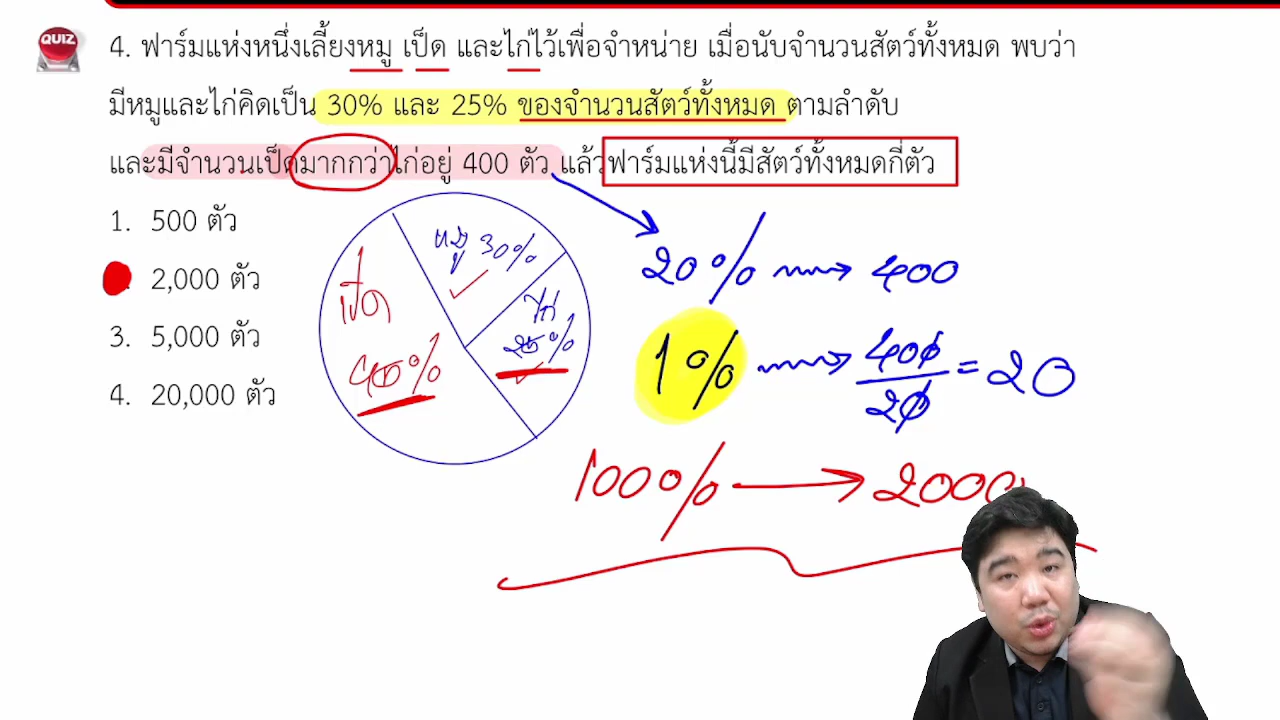 QUIZ
4. ฟาร์มแห่งหนึ่งเลี้ยงหมู เป็ด และไก่ไว้เพื่อจำหน่าย เมื่อนับจำนวนสัตว์ทั้งหมด พบว่า
มีหมูและไก่คิดเป็น 30% และ 25% ของจำนวนสัตว์ทั้งหมด ตามลำดับ
และมีจำนวนเป็ดมากกว่าไก่อยู่ 400 ตัว แล้วฟาร์มแห่งนี้มีสัตว์ทั้งหมดกี่ตัว
1. 500 ตัว
2,000 ตัว
3. 5,000 ตัว
4. 20,000 ตัว
หมู 30%
เป็ด
45%
ไก่
25%
20% 400
1% 400/20 = 20
100% 2000